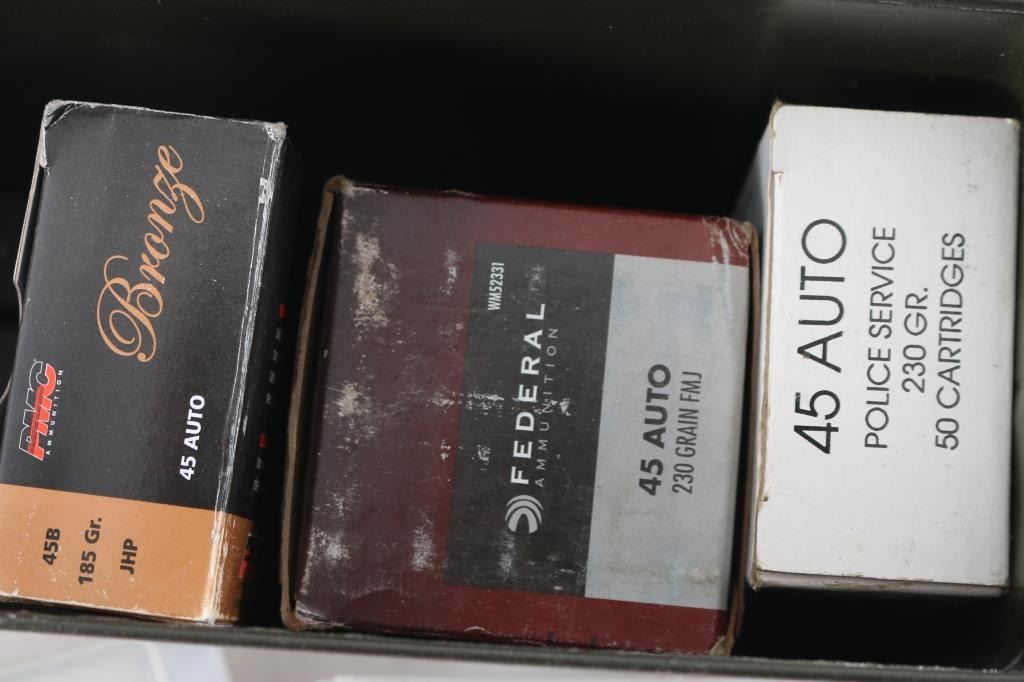 PMC
AMMUNITION
Bronze
45 AUTO
45B
185 Gr.
JHP
WM52331
FEDERAL
AMMUNITION
45 AUTO
230 GRAIN FMJ
45 AUTO
POLICE SERVICE
230 GR.
50 CARTRIDGES